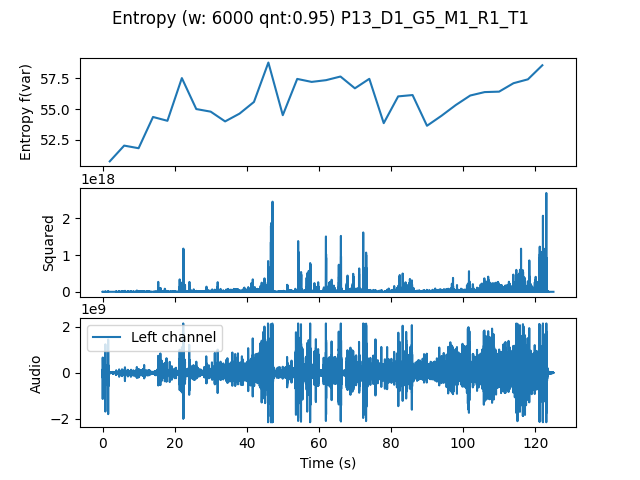 Entropy (w: 6000 qnt:0.95) P13_D1_G5_M1_R1_T1
Entropy f(var)
57.5
55.0
52.5
1e18
Squared
2
1
0
1e9
Audio
2
0
−2
Left channel
0 20 40 60 80 100 120
Time (s)